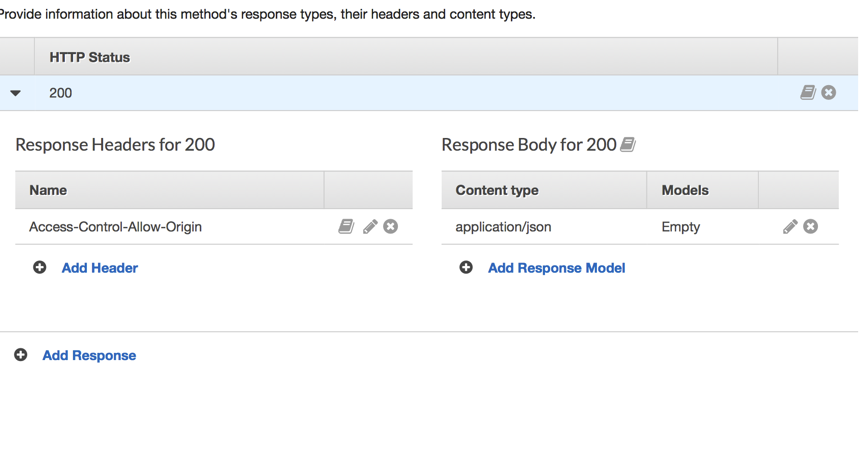 Provide information about this method's response types, their headers and content types.
HTTP Status
200
Response Headers for 200
Name
Access-Control-Allow-Origin
Add Header
Response Body for 200
Content type Models
application/json Empty
Add Response Model
Add Response